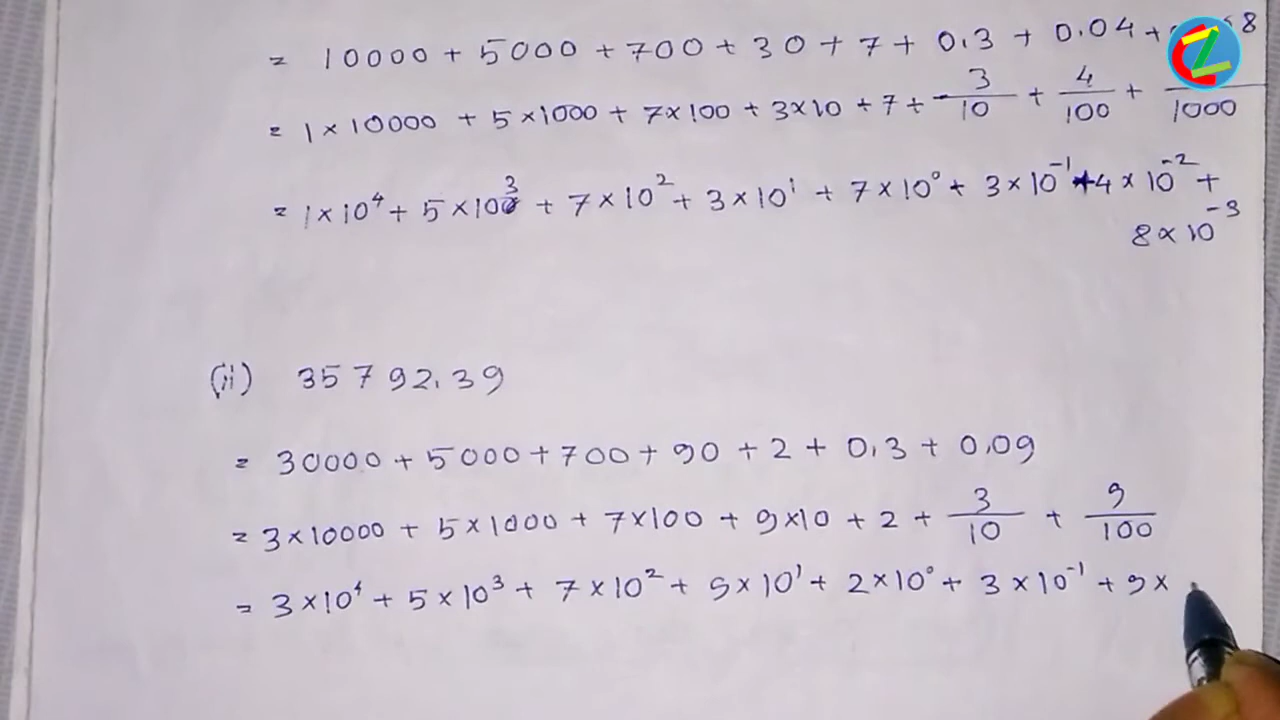 = 10000 + 5000 + 700 + 30 + 7 + 0.3 + 0.04 + 8
= 1 × 10000 + 5 × 1000 + 7 × 100 + 3 × 10 + 7 + 3/10 + 4/100 + /1000
= 1 × 10⁴ + 5 × 10³ + 7 × 10² + 3 × 10¹ + 7 × 10⁰ + 3 × 10⁻¹ + 4 × 10⁻² +
8 × 10⁻³
(ii) 35792.39
= 30000 + 5000 + 700 + 90 + 2 + 0.3 + 0.09
= 3 × 10000 + 5 × 1000 + 7 × 100 + 9 × 10 + 2 + 3/10 + 9/100
= 3 × 10⁴ + 5 × 10³ + 7 × 10² + 9 × 10¹ + 2 × 10⁰ + 3 × 10⁻¹ + 9 ×